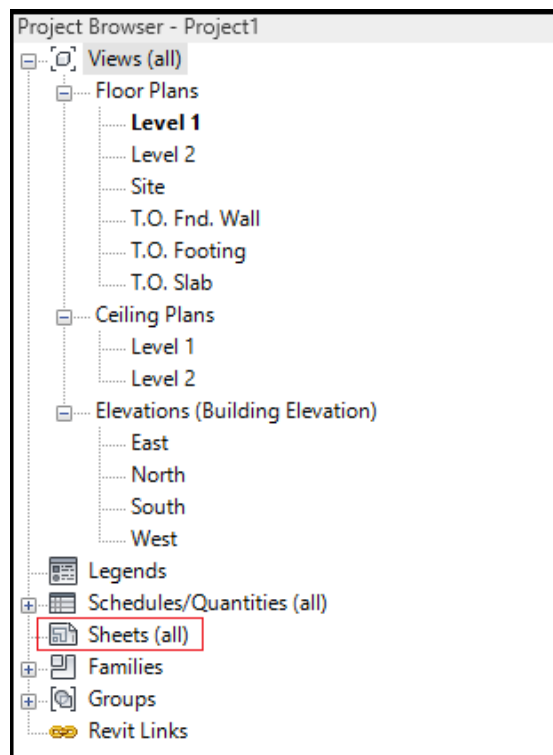 Project Browser - Project1
Views (all)
Floor Plans
Level 1
Level 2
Site
T.O. Fnd. Wall
T.O. Footing
T.O. Slab
Ceiling Plans
Level 1
Level 2
Elevations (Building Elevation)
East
North
South
West
Legends
Schedules/Quantities (all)
Sheets (all)
Families
Groups
Revit Links